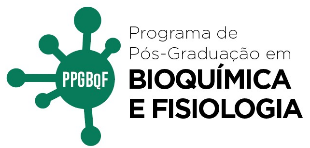 PPGBqF
Programa de
Pós-Graduação em
BIOQUÍMICA
E FISIOLOGIA